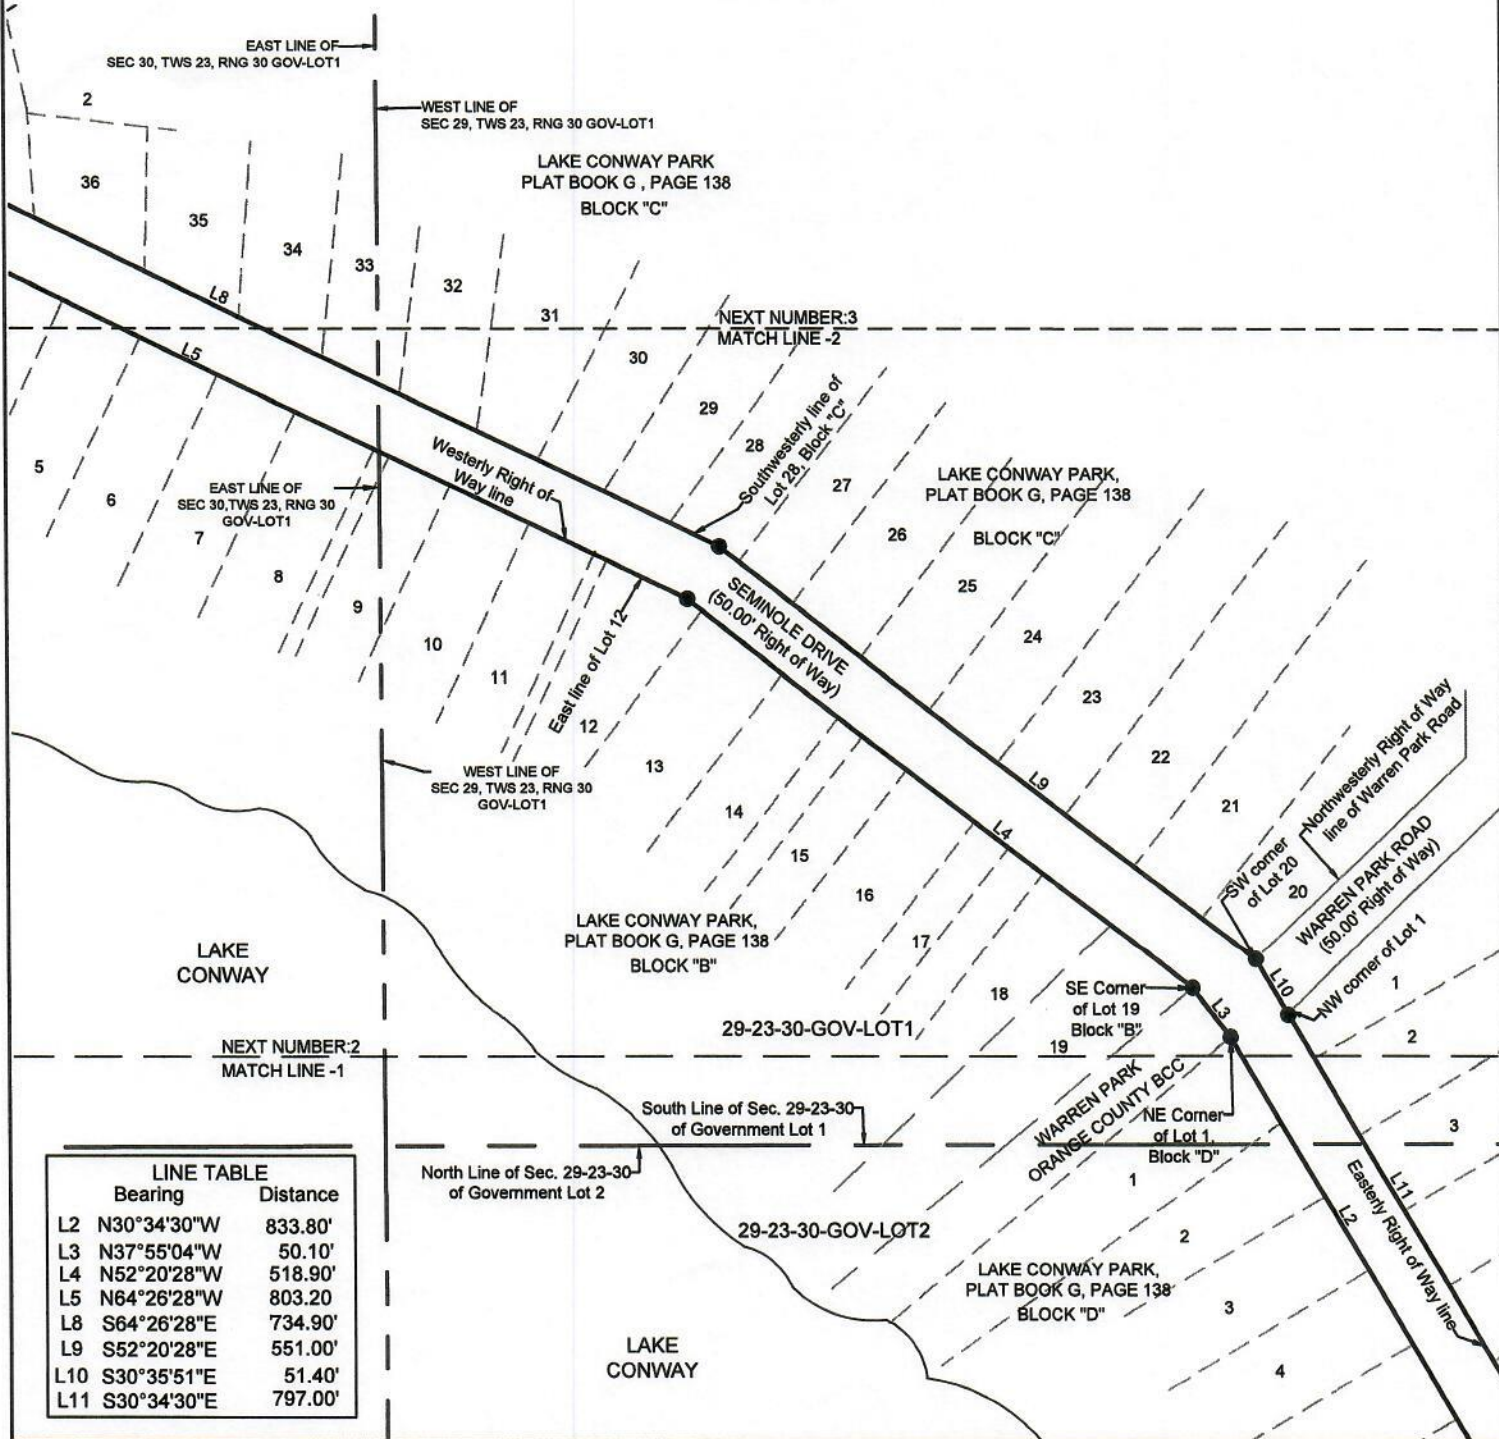 EAST LINE OF
SEC 30, TWS 23, RNG 30 GOV-LOT1
2
WEST LINE OF
SEC 29, TWS 23, RNG 30 GOV-LOT1
LAKE CONWAY PARK
PLAT BOOK G , PAGE 138
BLOCK "C"
36
35
34
33
32
31
L8
NEXT NUMBER:3
MATCH LINE -2
L5
30
29
28
Southwesterly line of
Lot 28, Block "C"
27
26
LAKE CONWAY PARK,
PLAT BOOK G, PAGE 138
BLOCK "C"
25
24
23
22
21
Westerly Right of
Way line
5
6
7
8
9
10
11
12
13
EAST LINE OF
SEC 30,TWS 23, RNG 30
GOV-LOT1
SEMINOLE DRIVE
(50.00' Right of Way)
East line of Lot 12
WEST LINE OF
SEC 29, TWS 23, RNG 30
GOV-LOT1
14
15
16
17
18
19
L9
L4
Northwesterly Right of Way
line of Warren Park Road
SW corner
of Lot 20
20
WARREN PARK ROAD
(50.00' Right of Way)
NW corner of Lot 1
L10
L3
1
2
3
LAKE CONWAY PARK,
PLAT BOOK G, PAGE 138
BLOCK "B"
LAKE
CONWAY
SE Corner
of Lot 19
Block "B"
29-23-30-GOV-LOT1
NEXT NUMBER:2
MATCH LINE -1
WARREN PARK
ORANGE COUNTY BCC
NE Corner
of Lot 1,
Block "D"
South Line of Sec. 29-23-30
of Government Lot 1
North Line of Sec. 29-23-30
of Government Lot 2
1
2
3
4
L11
L2
Easterly Right of Way line
29-23-30-GOV-LOT2
LAKE CONWAY PARK,
PLAT BOOK G, PAGE 138
BLOCK "D"
LAKE
CONWAY
LINE TABLE
Bearing Distance
L2 N30°34'30"W 833.80'
L3 N37°55'04"W 50.10'
L4 N52°20'28"W 518.90'
L5 N64°26'28"W 803.20
L8 S64°26'28"E 734.90'
L9 S52°20'28"E 551.00'
L10 S30°35'51"E 51.40'
L11 S30°34'30"E 797.00'